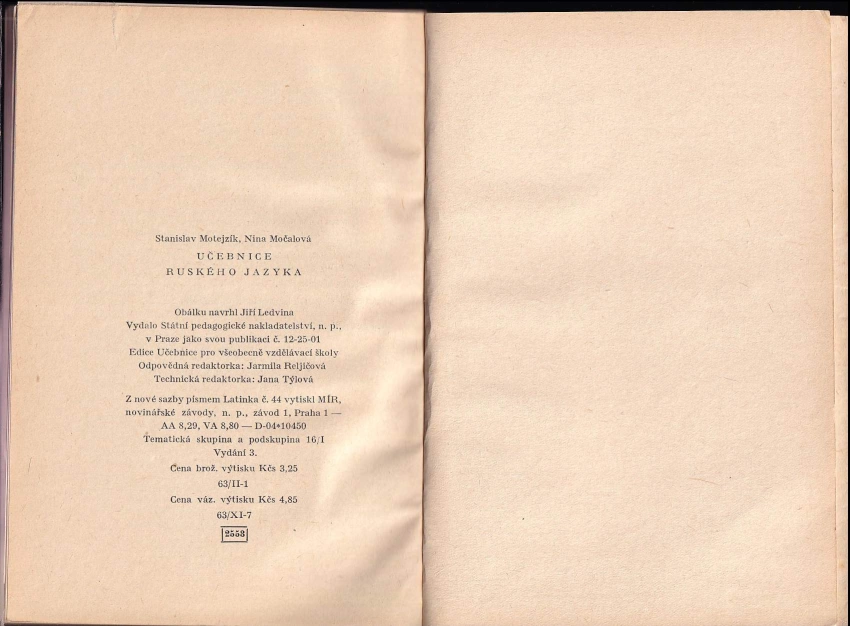 Stanislav Motejzík, Nina Močalová
UČEBNICE
RUSKÉHO JAZYKA
Obálku navrhl Jiří Ledvina
Vydalo Státní pedagogické nakladatelství, n. p.,
v Praze jako svou publikaci č. 12-25-01
Edice Učebnice pro všeobecně vzdělávací školy
Odpovědná redaktorka: Jarmila Reljičová
Technická redaktorka: Jana Týlová
Z nové sazby písmem Latinka č. 44 vytiskl MÍR,
novinářské závody, n. p., závod 1, Praha 1 —
AA 8,29, VA 8,80 — D-04*10450
Tematická skupina a podskupina 16/I
Vydání 3.
Cena brož. výtisku Kčs 3,25
63/II-1
Cena váz. výtisku Kčs 4,85
63/XI-7
2553